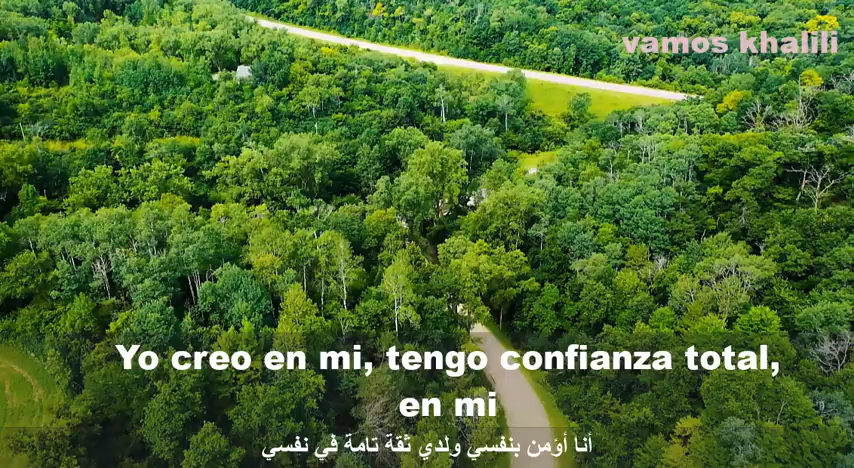 vamos khalili
Yo creo en mi, tengo confianza total,
en mi
أنا أؤمن بنفسي ولدي ثقة تامة في نفسي